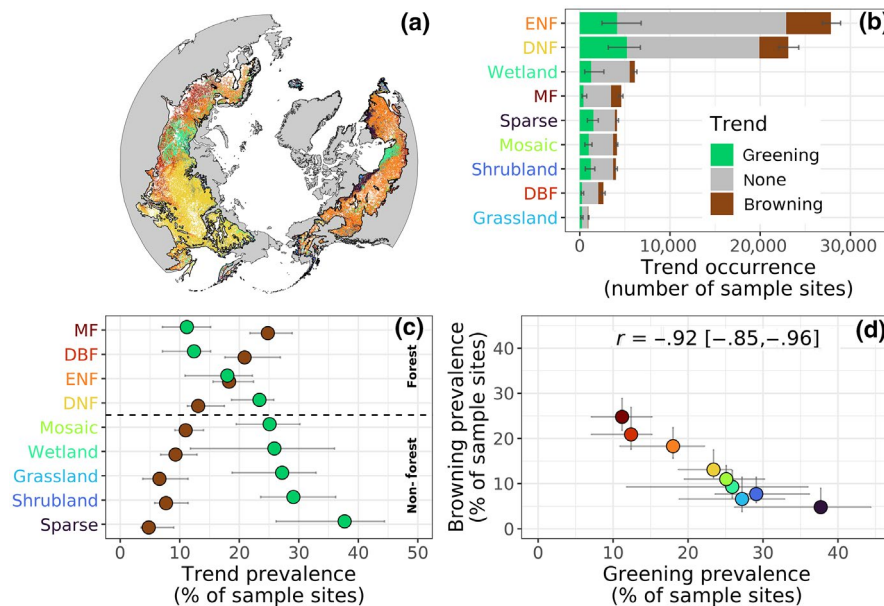 (a)
(b)
ENF
DNF
Wetland
MF
Sparse
Mosaic
Shrubland
DBF
Grassland
Trend
Greening
None
Browning
0 10,000 20,000 30,000
Trend occurrence
(number of sample sites)
(c)
MF
DBF
ENF
DNF
Mosaic
Wetland
Grassland
Shrubland
Sparse
Forest
Non- forest
0 10 20 30 40 50
Trend prevalence
(% of sample sites)
(d)
r = –.92 [–.85,–.96]
Browning prevalence
(% of sample sites)
40
30
20
10
0
0 10 20 30 40
Greening prevalence
(% of sample sites)